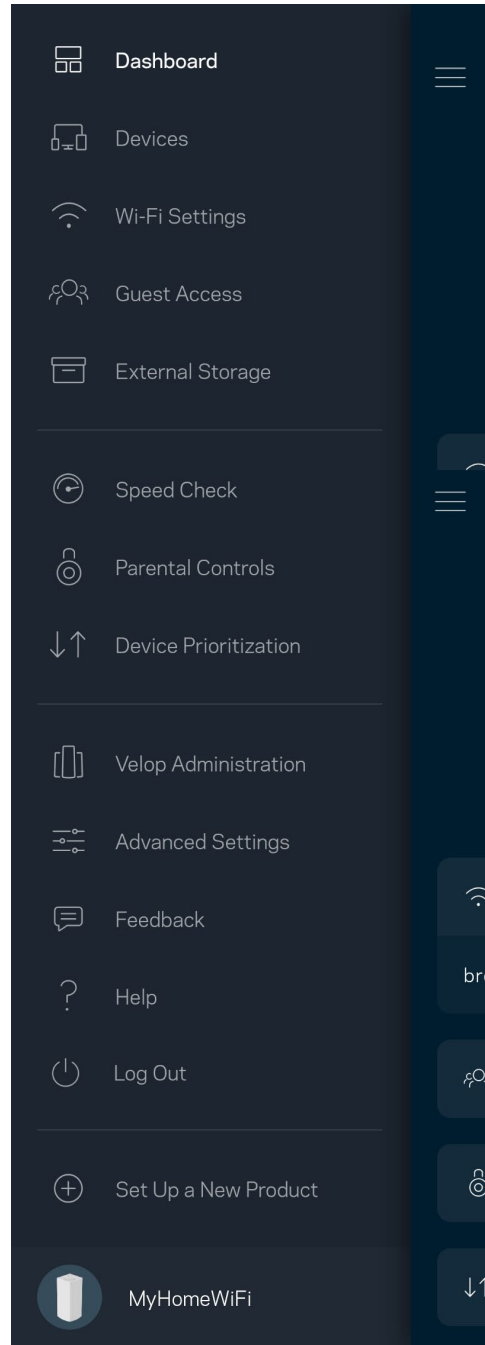 Dashboard
Devices
Wi-Fi Settings
Guest Access
External Storage
Speed Check
Parental Controls
Device Prioritization
Velop Administration
Advanced Settings
Feedback
bro
Help
Log Out
Set Up a New Product
MyHomeWiFi